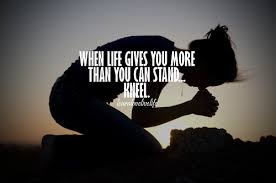 WHEN LIFE GIVES YOU MORE
THAN YOU CAN STAND...
KNEEL.